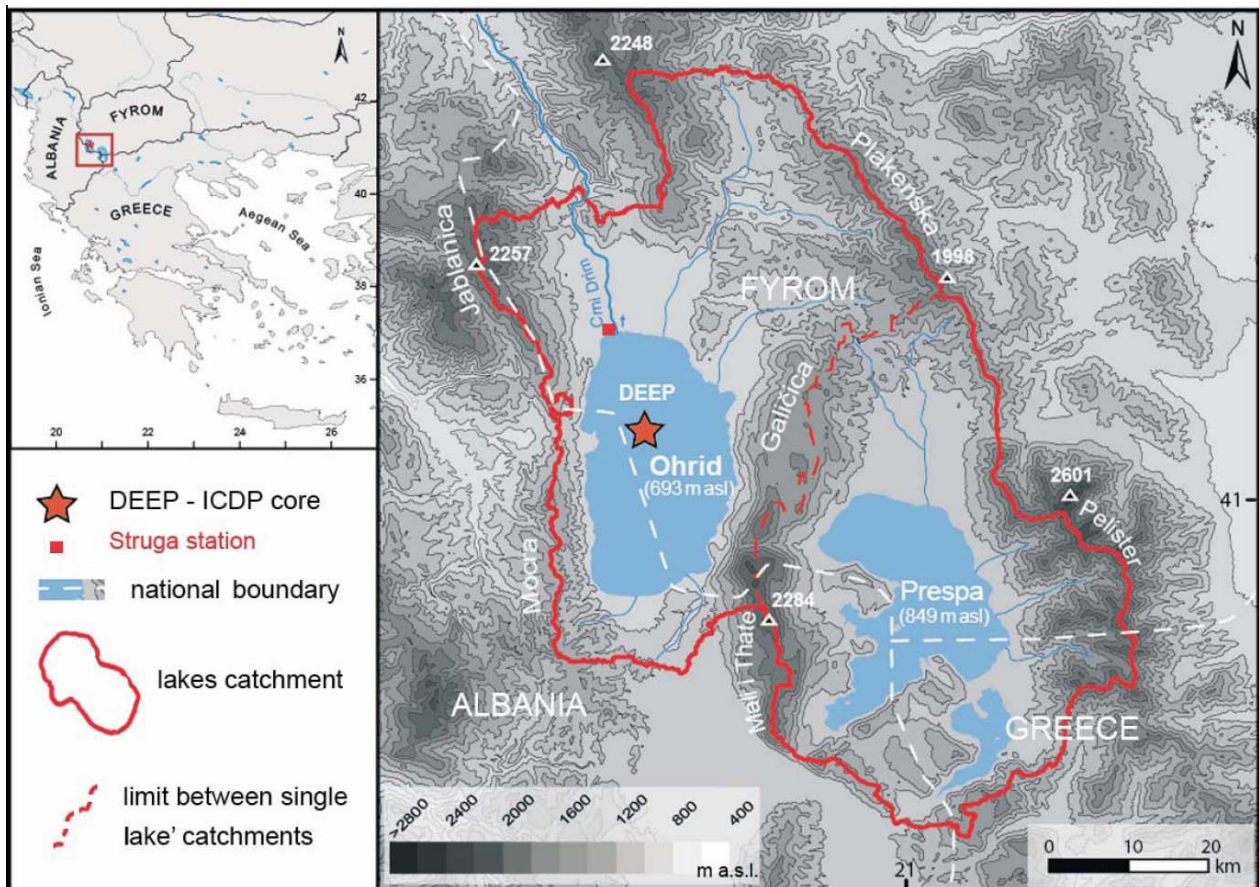 N
42
40
38
36
20
22
24
26
ALBANIA
FYROM
GREECE
Aegean Sea
Ionian Sea
DEEP - ICDP core
Struga station
national boundary
lakes catchment
limit between single
lake' catchments
N
2248
Plakenska
Jablanica
2257
1998
Crni Drim
FYROM
DEEP
Galičica
Ohrid
(693 m asl)
2601
41
Pelister
Mocra
Prespa
(849 m asl)
2284
Mali i Thate
ALBANIA
GREECE
>2800
2400
2000
1600
1200
800
400
m a.s.l.
21
0
10
20
km